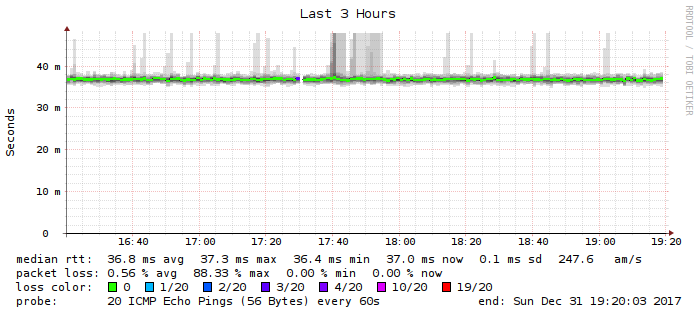 Last 3 Hours
RRDTOOL / TOBI OETIKER
Seconds
40 m
30 m
20 m
10 m
0
16:40 17:00 17:20 17:40 18:00 18:20 18:40 19:00 19:20
median rtt: 36.8 ms avg 37.3 ms max 36.4 ms min 37.0 ms now 0.1 ms sd 247.6 am/s
packet loss: 0.56 % avg 88.33 % max 0.00 % min 0.00 % now
loss color: 0 1/20 2/20 3/20 4/20 10/20 19/20
probe: 20 ICMP Echo Pings (56 Bytes) every 60s end: Sun Dec 31 19:20:03 2017